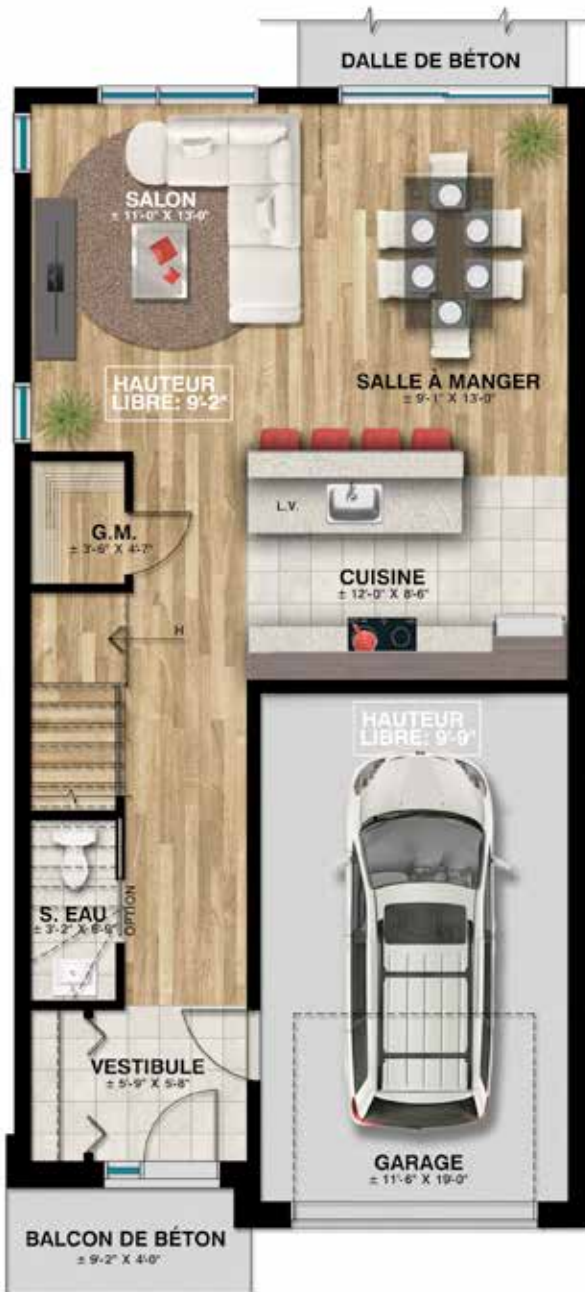 DALLE DE BÉTON
SALON
± 11'-0" X 13'-0"
HAUTEUR
LIBRE: 9'-2"
SALLE À MANGER
± 9'-1" X 13'-0"
L.V.
G.M.
± 3'-6" X 4'-7"
CUISINE
± 12'-0" X 8'-6"
H
HAUTEUR
LIBRE: 9'-9"
S. EAU
± 3'-2" X
OPTION
VESTIBULE
± 5'-9" X 5'-8"
GARAGE
± 11'-6" X 19'-0"
BALCON DE BÉTON
± 9'-2" X 4'-0"